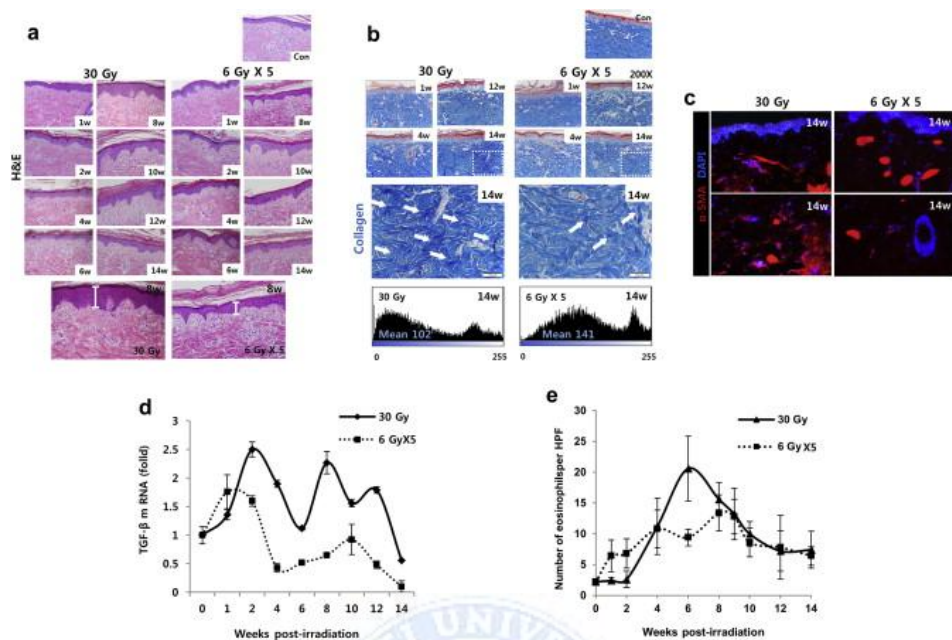 a
Con
30 Gy
6 Gy X 5
H&E
1w
8w
1w
8w
2w
10w
2w
10w
4w
12w
4w
12w
6w
14w
6w
14w
8w
30 Gy
8w
6 Gy X 5
b
Con
30 Gy
6 Gy X 5
200X
1w
12w
1w
12w
4w
14w
4w
14w
Collagen
14w
14w
30 Gy
14w
Mean 102
0
255
6 Gy X 5
14w
Mean 141
0
255
c
30 Gy
6 Gy X 5
α-SMA DAPI
14w
14w
14w
d
30 Gy
6 GyX5
TGF-β m RNA (folid)
3
2.5
2
1.5
1
0.5
0
0 1 2 4 6 8 10 12 14
Weeks post-irradiation
e
30 Gy
6 Gy X5
Number of eosinophilsper HPF
30
25
20
15
10
5
0
0 1 2 4 6 8 9 10 12 14
Weeks post-irradiation
UNIVER